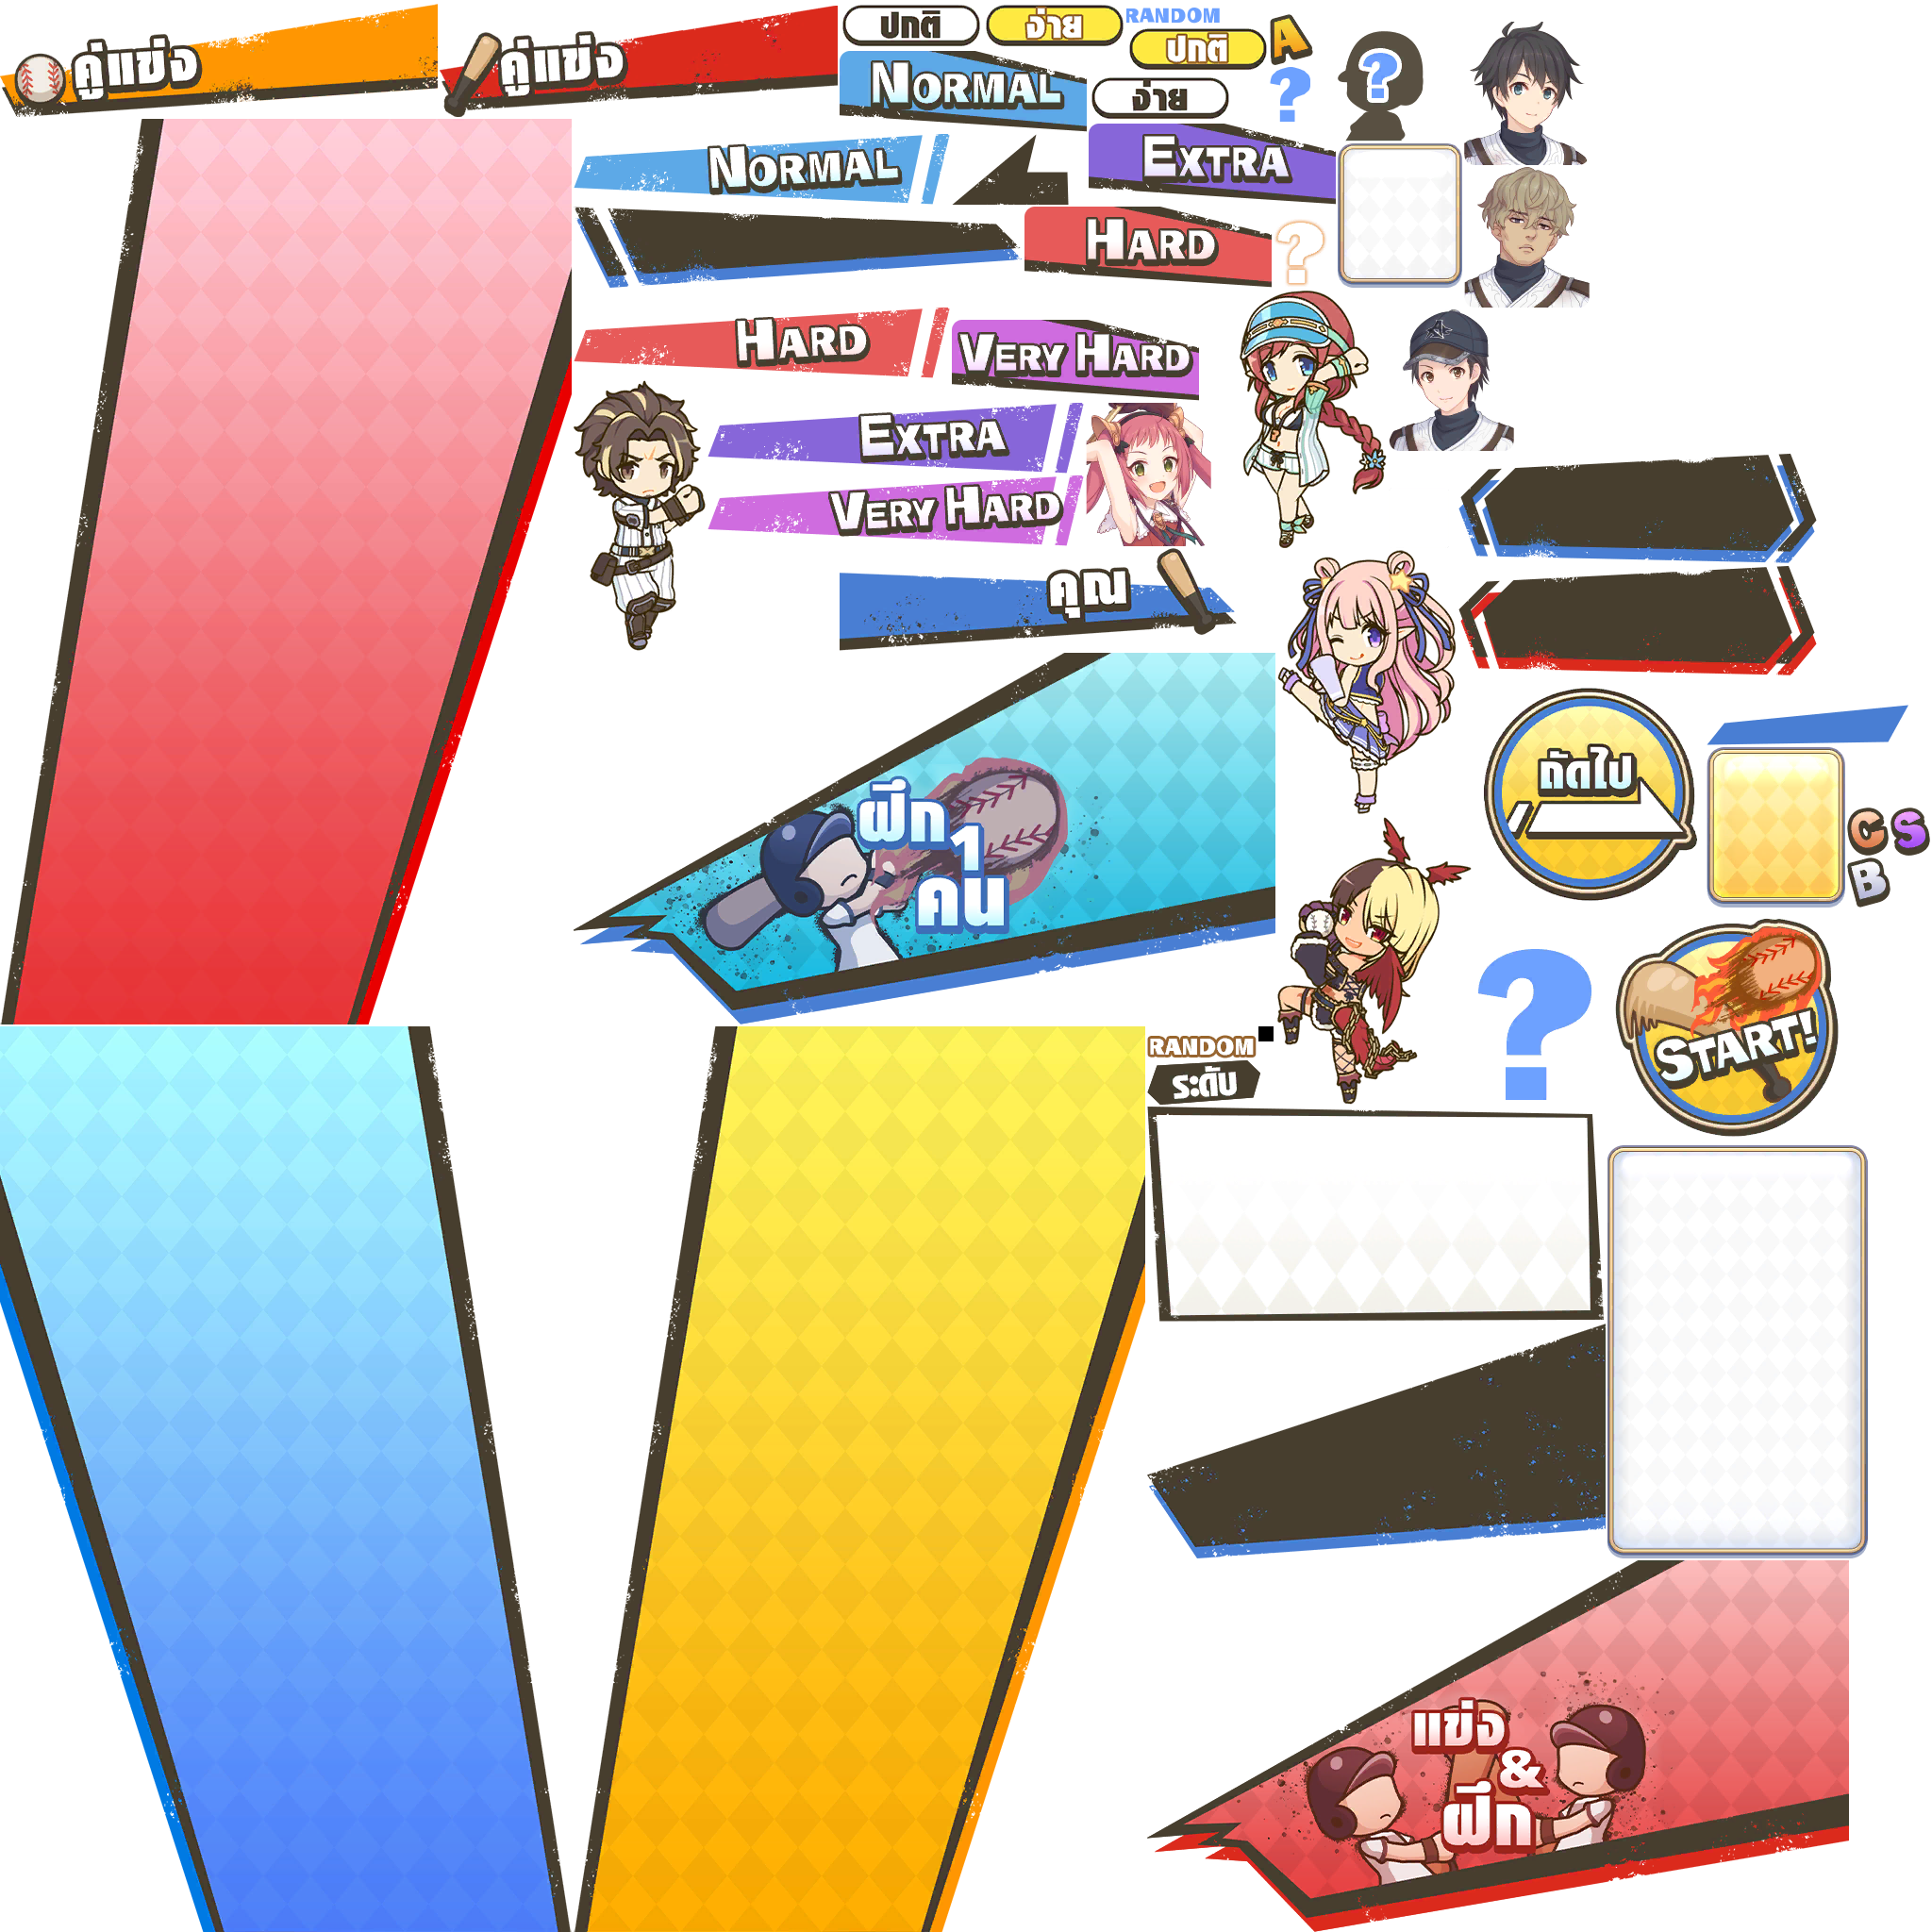 คู่แข่ง
คู่แข่ง
ปกติ
ง่าย
RANDOM
ปกติ
A
?
?
NORMAL
ง่าย
NORMAL
EXTRA
HARD
?
HARD
VERY HARD
EXTRA
VERY HARD
คุณ
ถัดไป
ฝึก
1
คน
C
S
B
?
START!
RANDOM
ระดับ
แข่ง
&
ฝึก